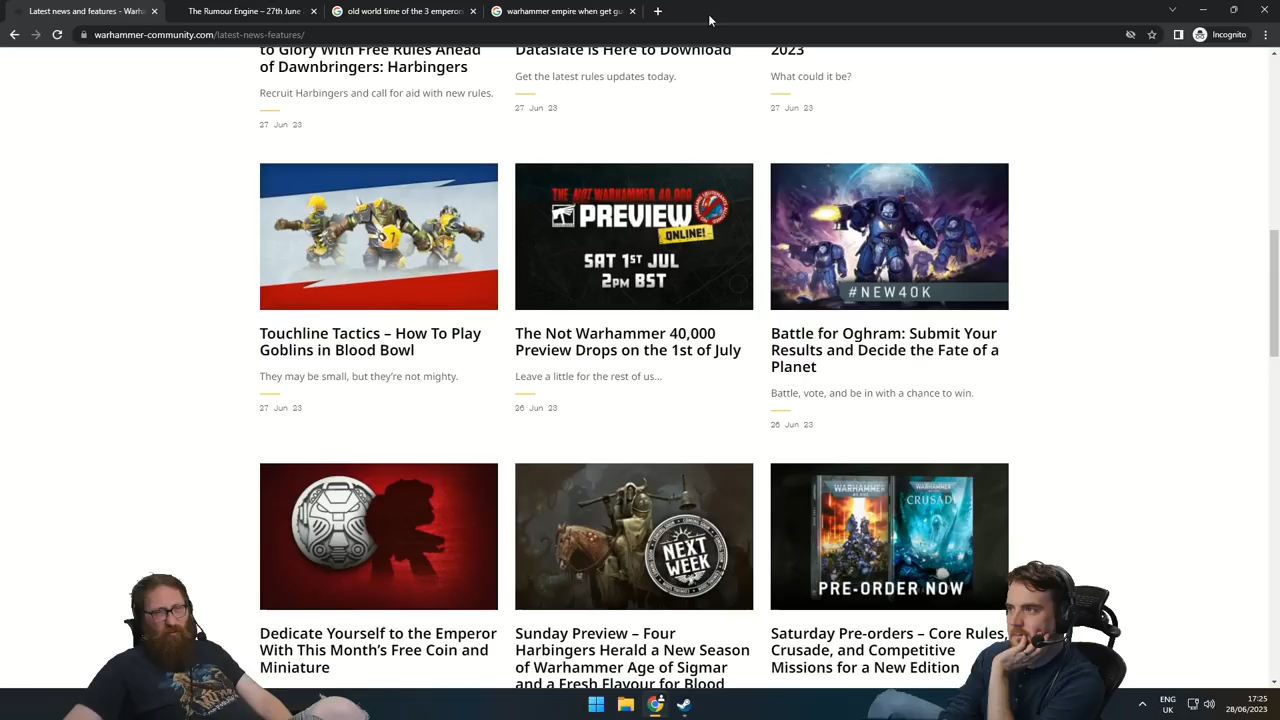 Latest news and features – Warh
The Rumour Engine – 27th June
old world time of the 3 emperor
warhammer empire when get gu
warhammer-community.com/latest-news-features/
Incognito
to Glory With Free Rules Ahead
of Dawnbringers: Harbingers
Recruit Harbingers and call for aid with new rules.
27 Jun 23
Dataslate is Here to Download
Get the latest rules updates today.
27 Jun 23
2023
What could it be?
27 Jun 23
THE NOT WARHAMMER 40,000
PREVIEW
ONLINE!
SAT 1ST JUL
2PM BST
#NEW40K
Touchline Tactics – How To Play
Goblins in Blood Bowl
They may be small, but they're not mighty.
27 Jun 23
The Not Warhammer 40,000
Preview Drops on the 1st of July
Leave a little for the rest of us...
26 Jun 23
Battle for Oghram: Submit Your
Results and Decide the Fate of a
Planet
Battle, vote, and be in with a chance to win.
26 Jun 23
COMING SOON
NEXT
WEEK
WARHAMMER
WARHAMMER
CRUSADE
PRE-ORDER NOW
Dedicate Yourself to the Emperor
With This Month's Free Coin and
Miniature
Sunday Preview – Four
Harbingers Herald a New Season
of Warhammer Age of Sigmar
and a Fresh Flavour for Blood
Saturday Pre-orders – Core Rules,
Crusade, and Competitive
Missions for a New Edition
ENG
UK
17:25
28/06/2023